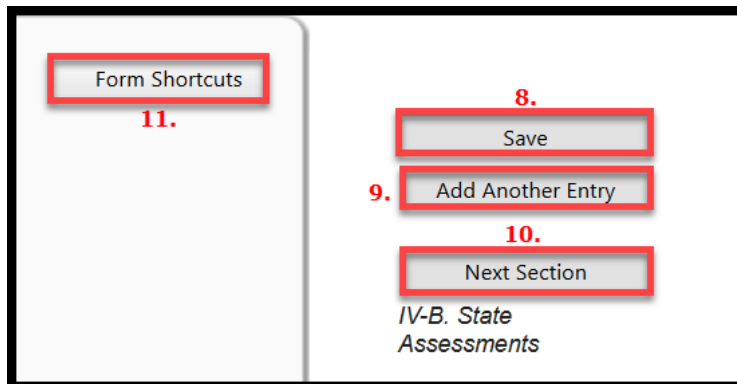 Form Shortcuts
11.
8.
Save
9.
Add Another Entry
10.
Next Section
IV-B. State
Assessments